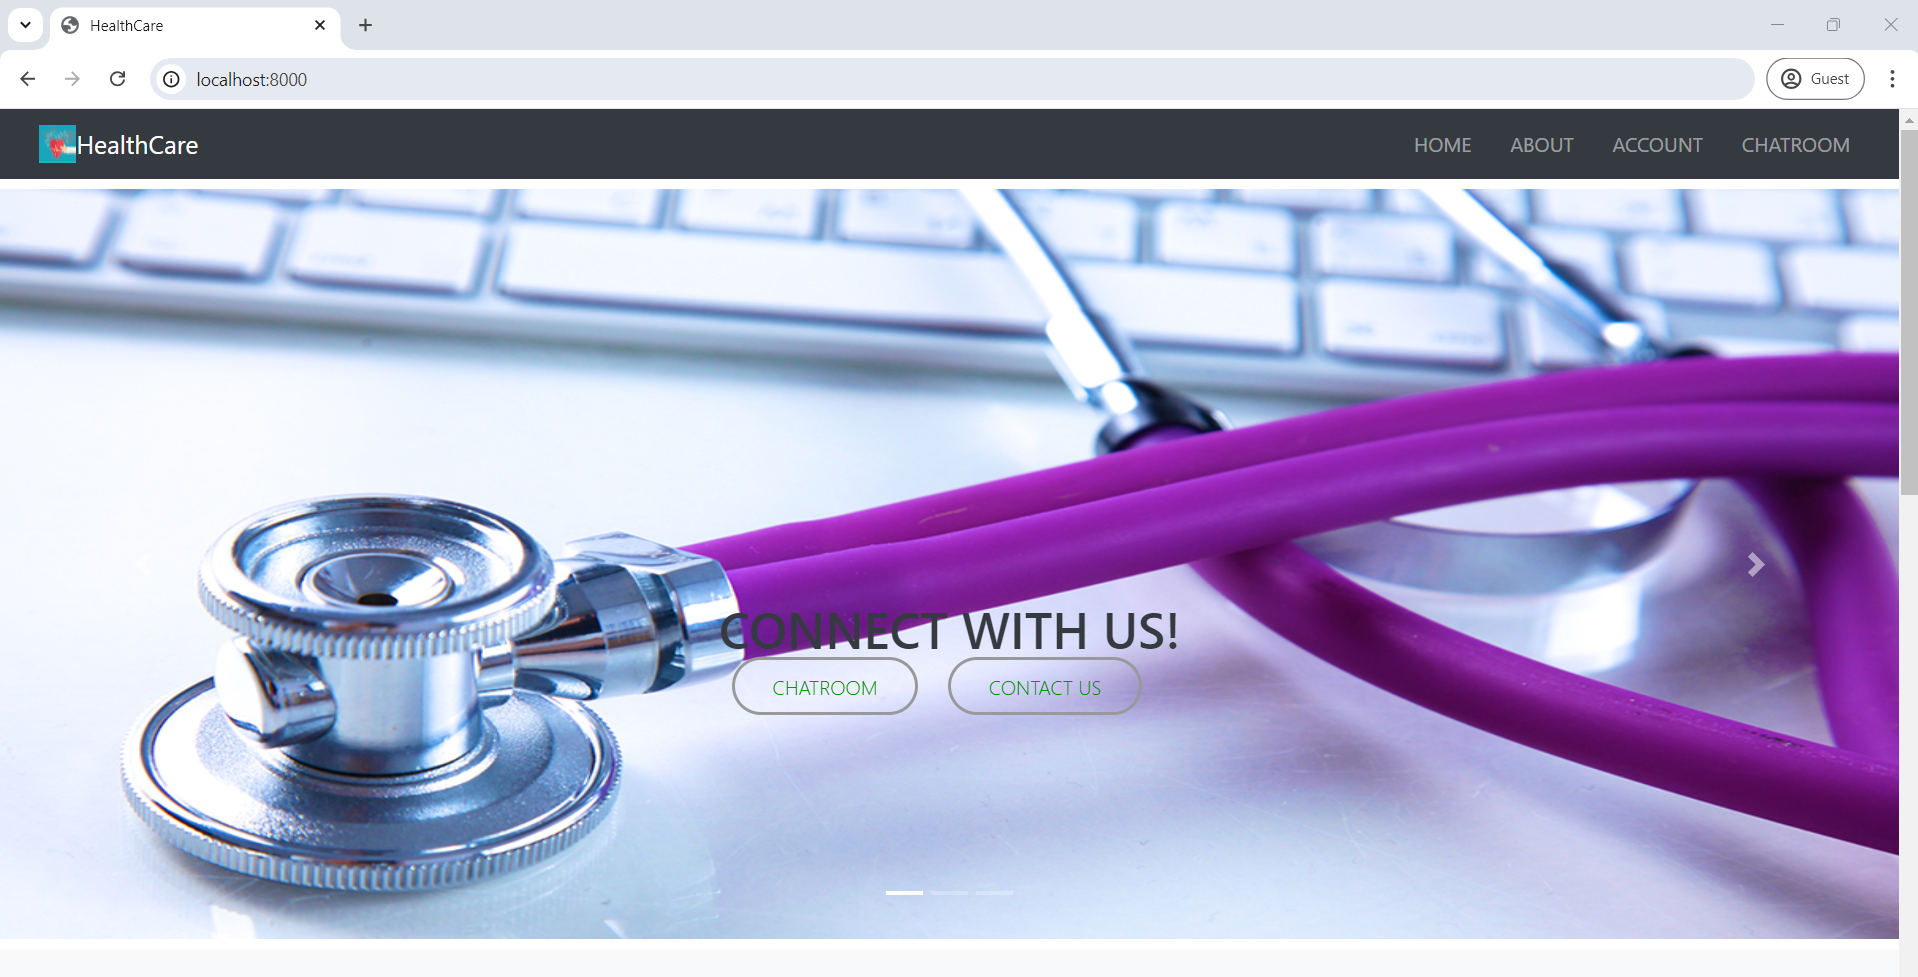 HealthCare
localhost:8000
Guest
HealthCare
HOME ABOUT ACCOUNT CHATROOM
CONNECT WITH US!
CHATROOM CONTACT US